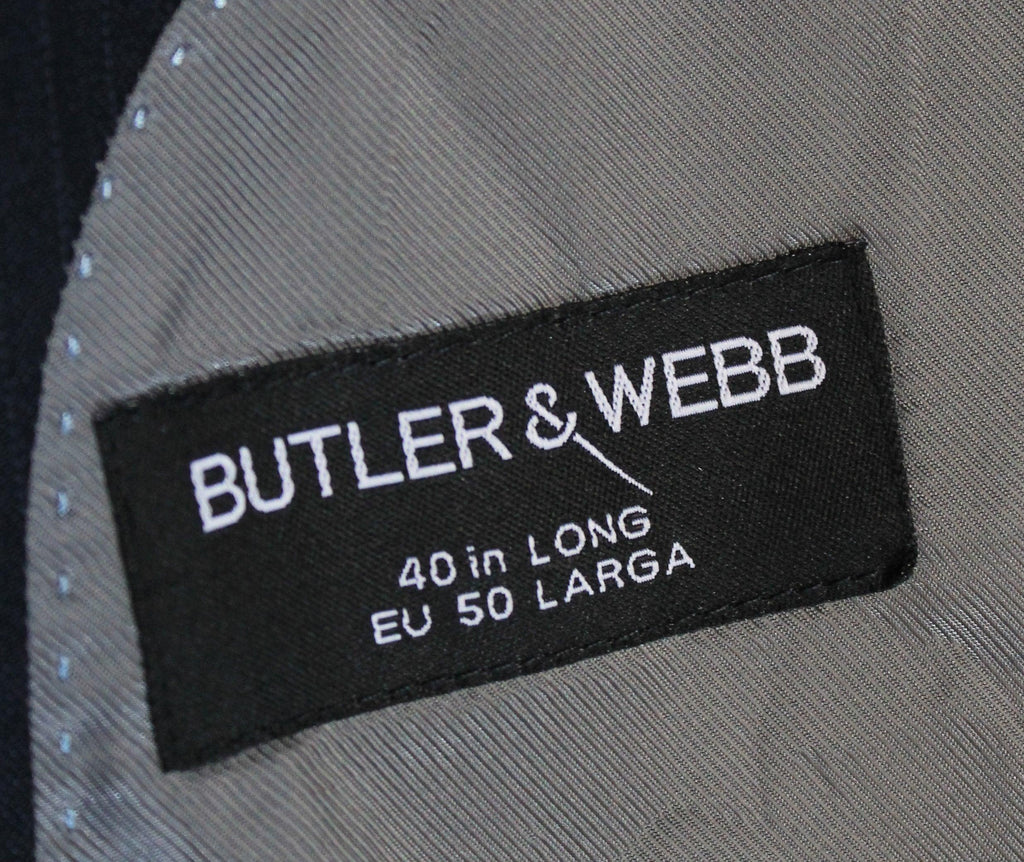 BUTLER & WEBB
40 in LONG
EU 50 LARGA